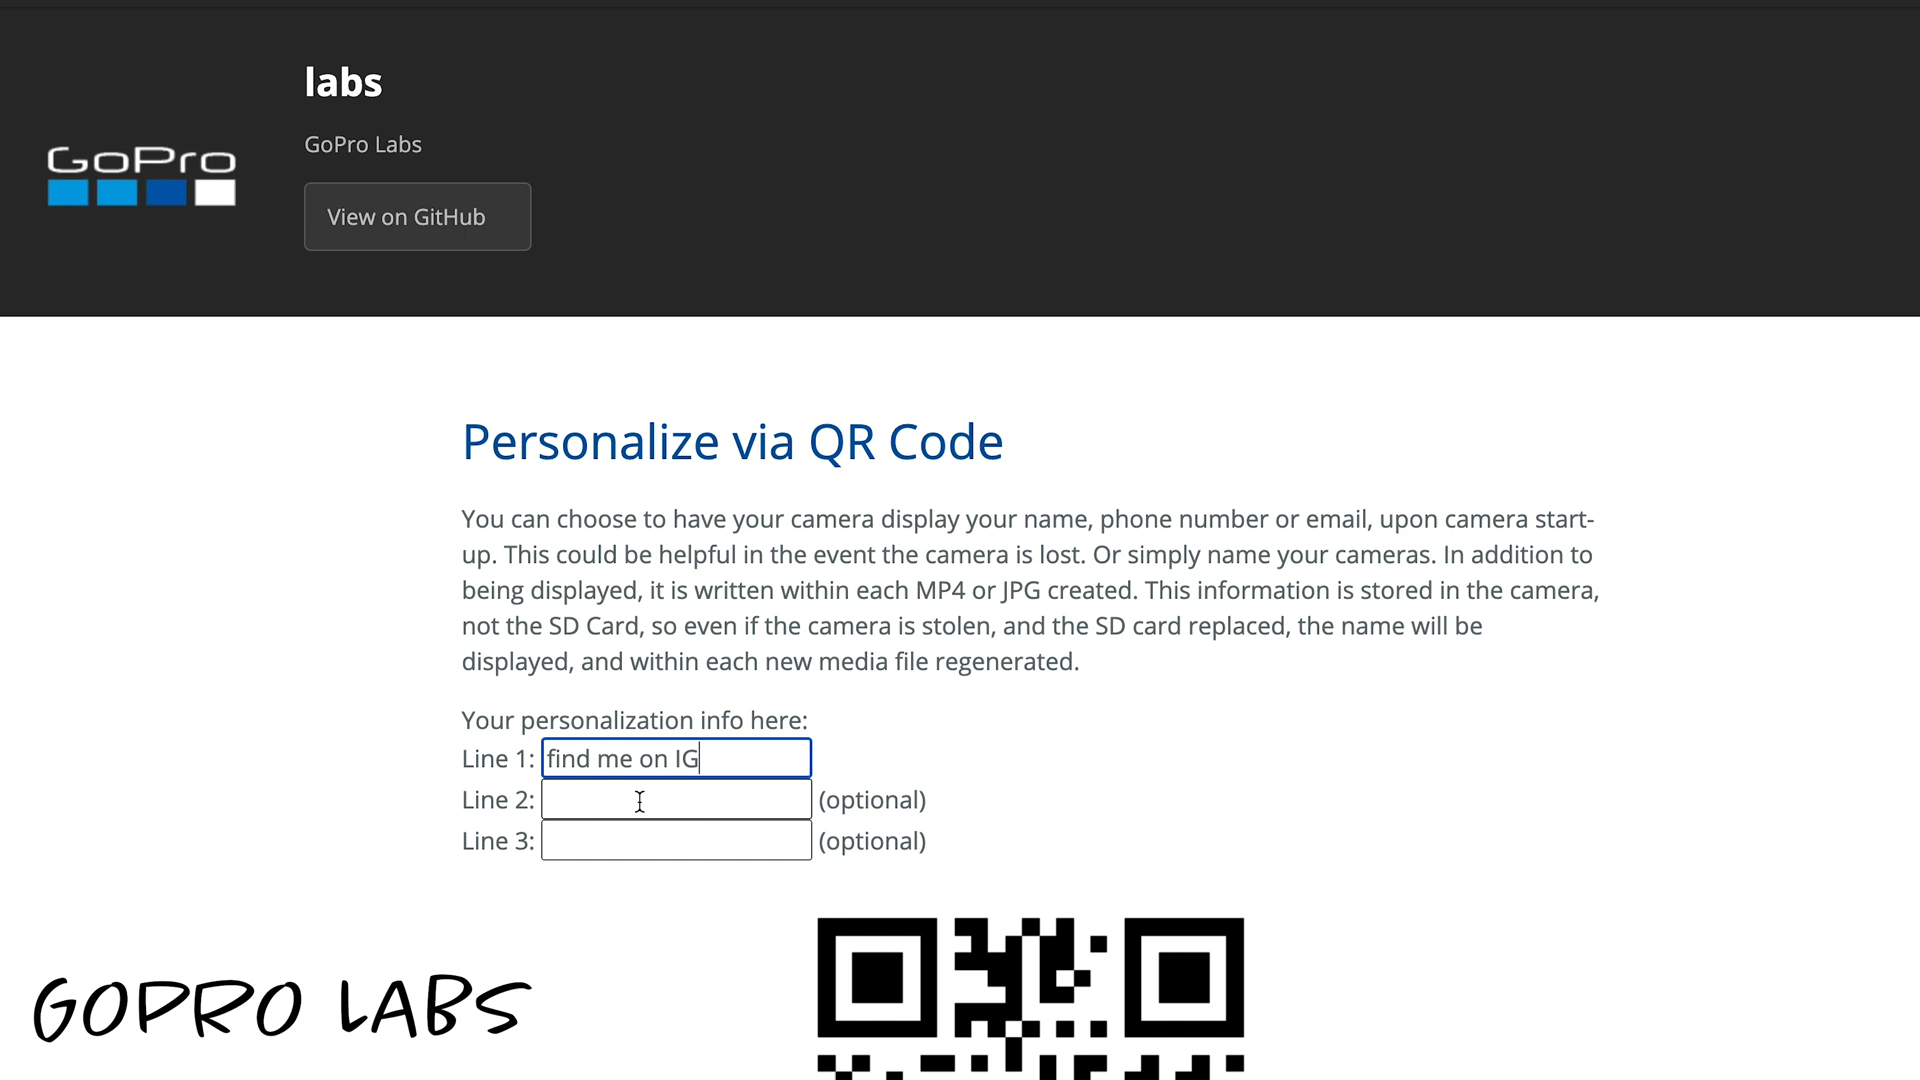 labs
GoPro
GoPro Labs
View on GitHub
Personalize via QR Code
You can choose to have your camera display your name, phone number or email, upon camera start-
up. This could be helpful in the event the camera is lost. Or simply name your cameras. In addition to
being displayed, it is written within each MP4 or JPG created. This information is stored in the camera,
not the SD Card, so even if the camera is stolen, and the SD card replaced, the name will be
displayed, and within each new media file regenerated.
Your personalization info here:
Line 1: find me on IG
Line 2: (optional)
Line 3: (optional)
GOPRO LABS